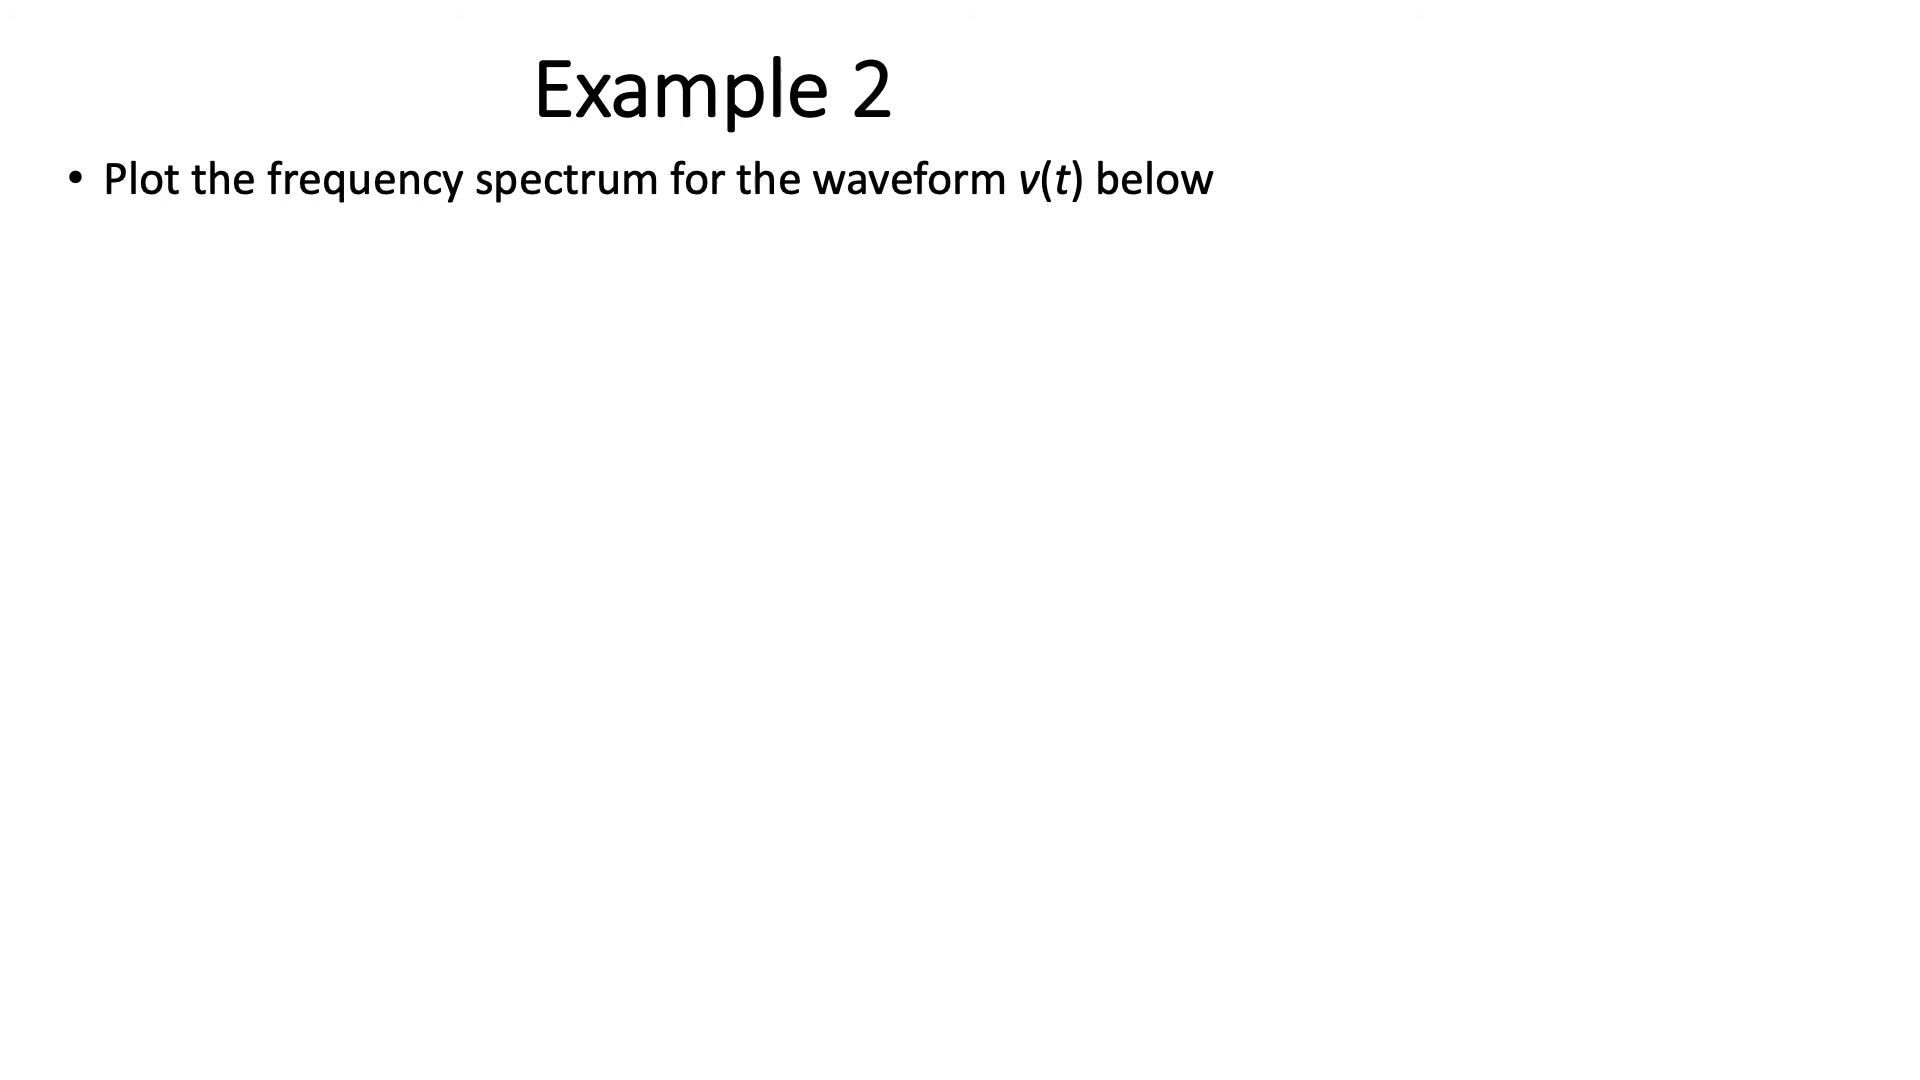 Example 2
• Plot the frequency spectrum for the waveform v(t) below